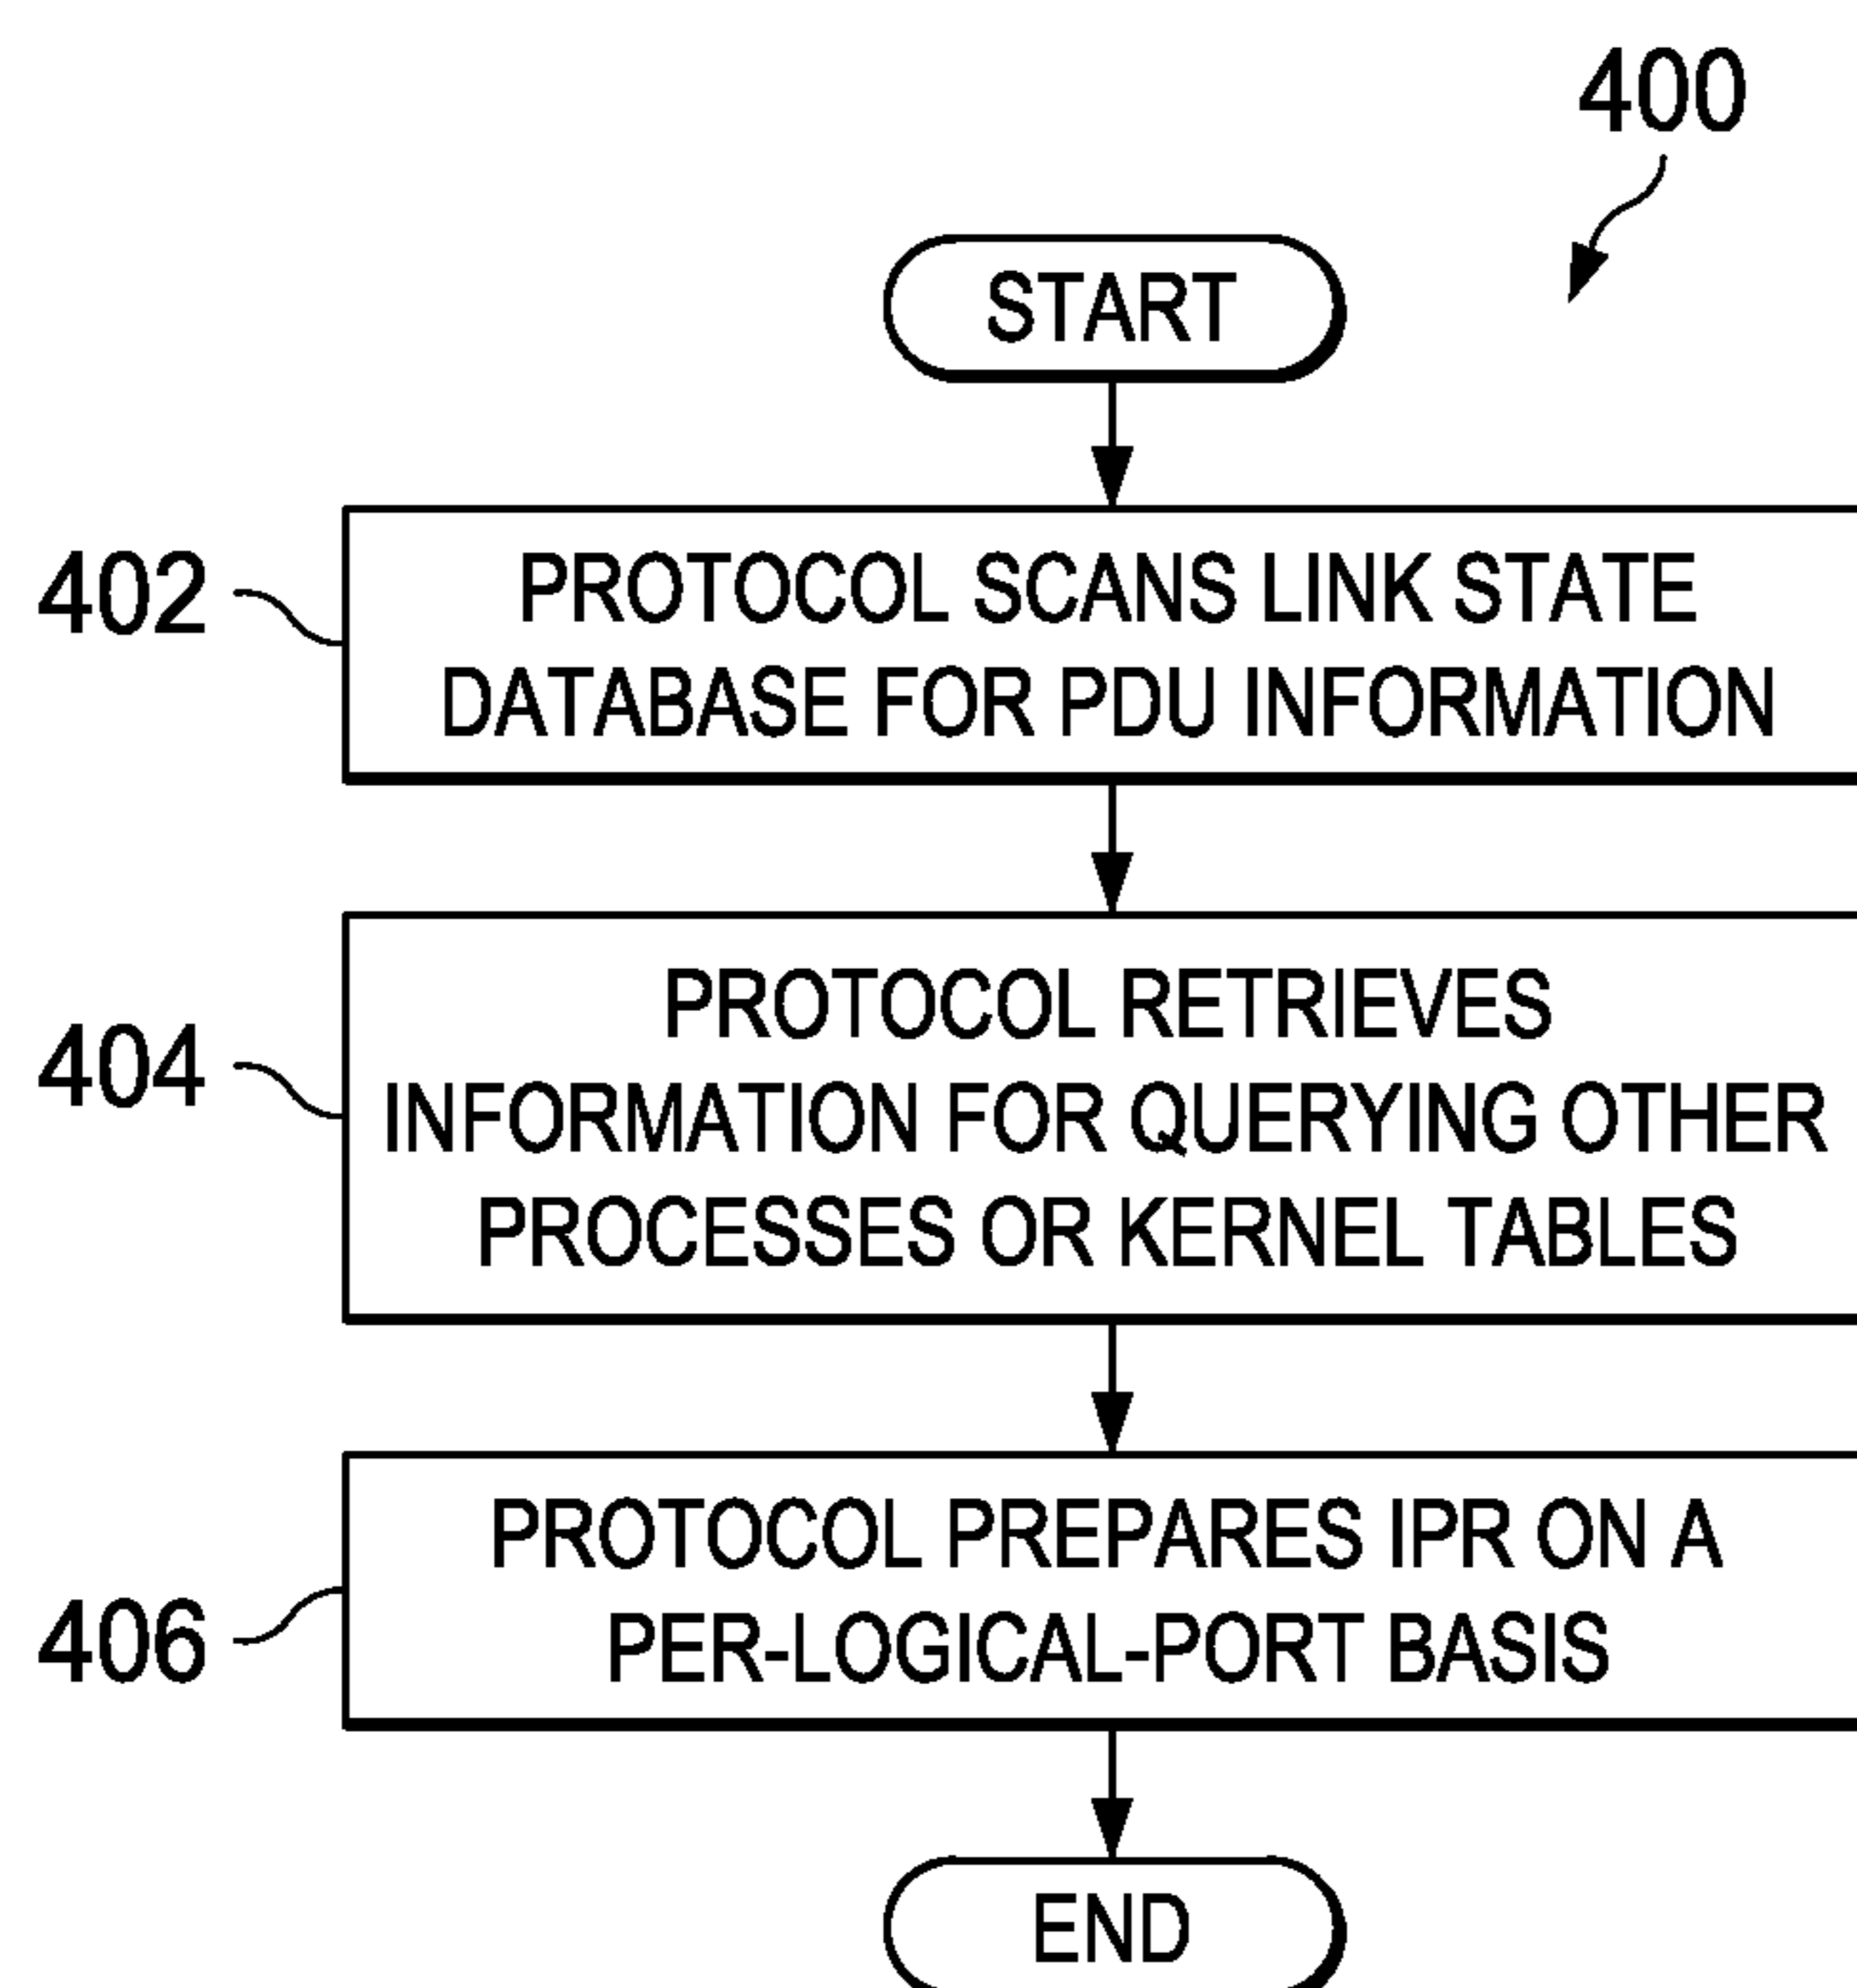 400
START
402
PROTOCOL SCANS LINK STATE
DATABASE FOR PDU INFORMATION
404
PROTOCOL RETRIEVES
INFORMATION FOR QUERYING OTHER
PROCESSES OR KERNEL TABLES
406
PROTOCOL PREPARES IPR ON A
PER-LOGICAL-PORT BASIS
END